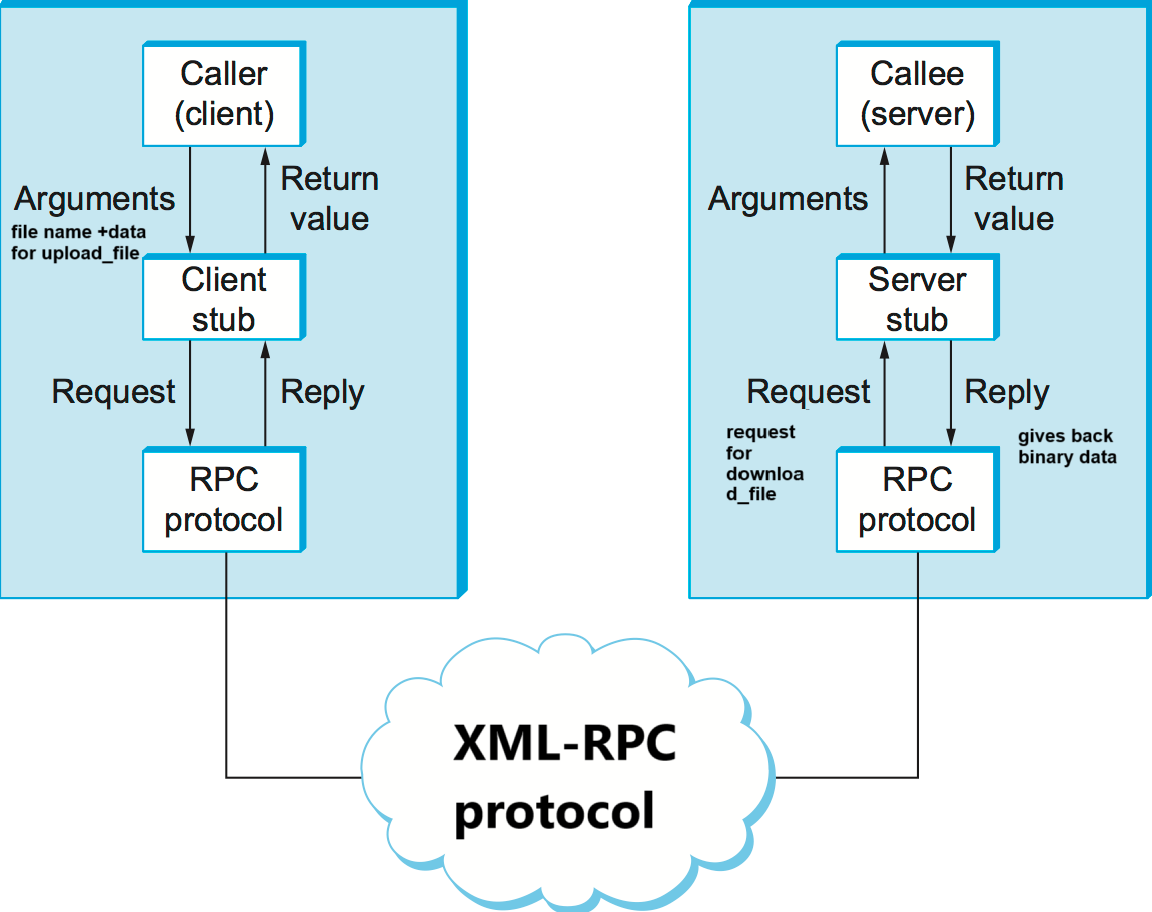 Caller
(client)
Arguments
file name +data
for upload_file
Return
value
Client
stub
Request
Reply
RPC
protocol
Callee
(server)
Arguments
Return
value
Server
stub
Request
request
for
downloa
d_file
Reply
gives back
binary data
RPC
protocol
XML-RPC
protocol